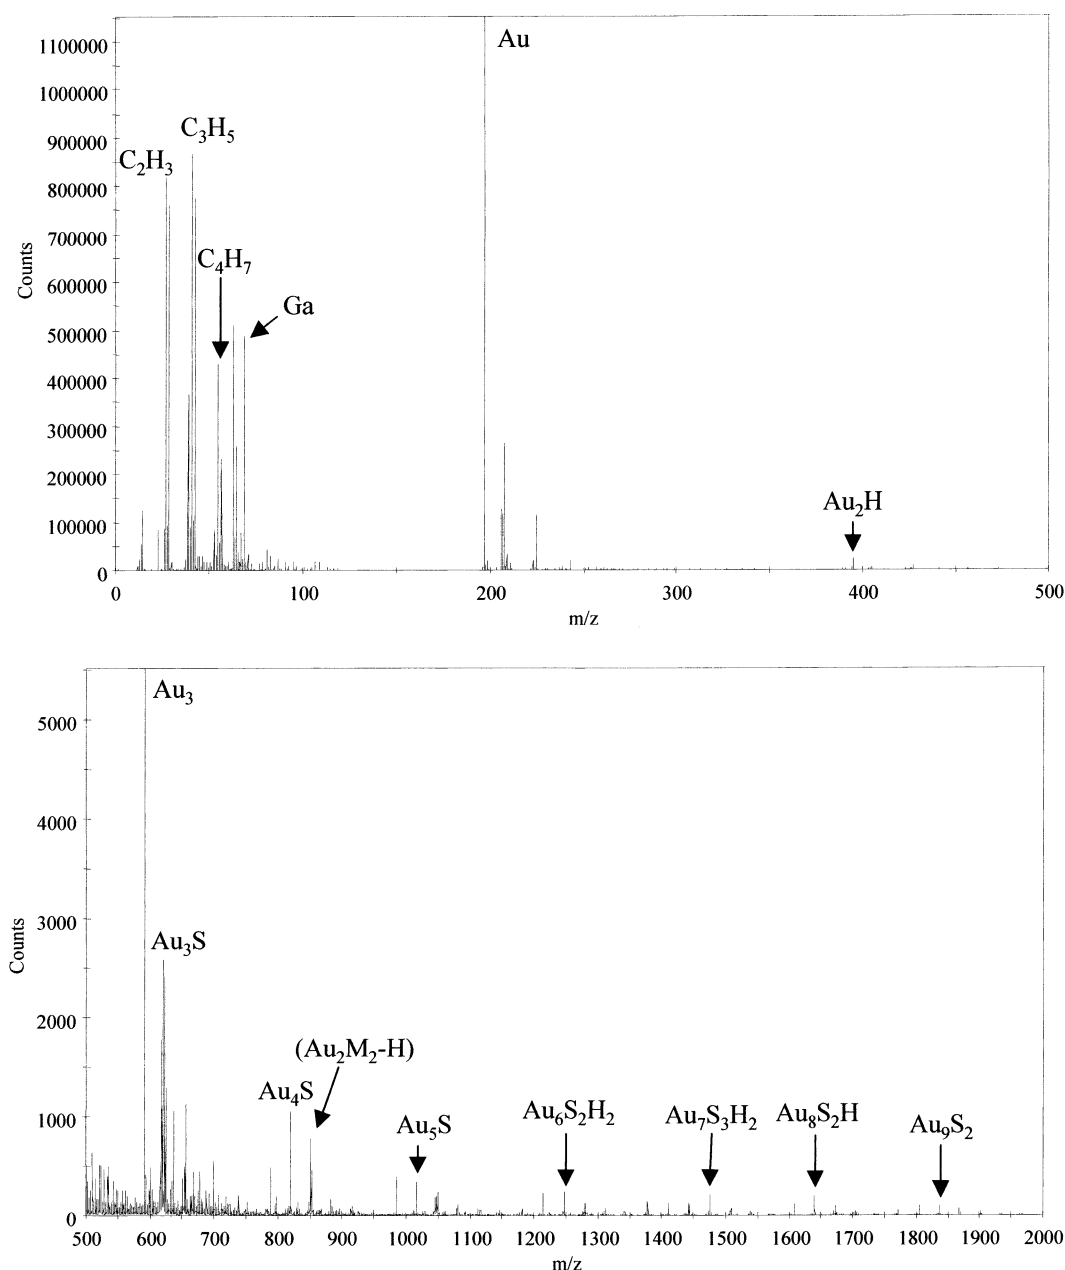 1100000
Au
1000000
900000
C3H5
C2H3
800000
700000
C4H7
Counts
600000
Ga
500000
400000
300000
200000
Au2H
100000
0
0 100 200 300 400 500
m/z
Au3
5000
4000
Counts
3000
Au3S
2000
(Au2M2-H)
1000
Au4S
Au5S
Au6S2H2
Au7S3H2
Au8S2H
Au9S2
0
500 600 700 800 900 1000 1100 1200 1300 1400 1500 1600 1700 1800 1900 2000
m/z